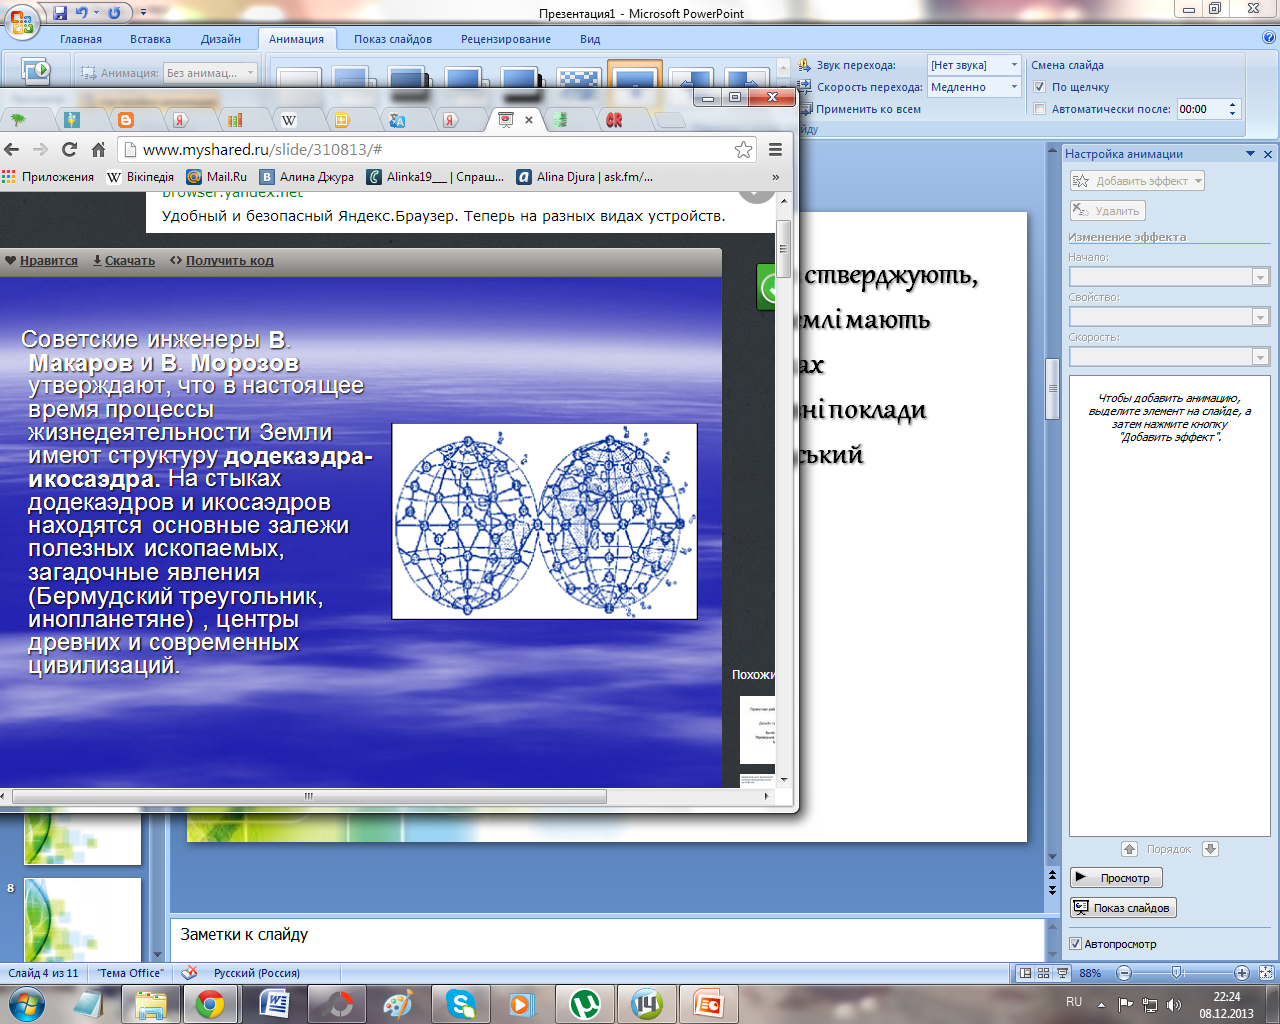 Презентация1 - Microsoft PowerPoint
Главная Вставка Дизайн Анимация Показ слайдов Рецензирование Вид
Анимация: Без анимац...
Звук перехода: [Нет звука]
Скорость перехода: Медленно
Применить ко всем
Смена слайда
По щелчку
Автоматически после: 00:00
www.myshared.ru/slide/310813/#
Приложения Вікіпедія Mail.Ru Алина Джура Alinka19___ | Спраш... Alina Djura | ask.fm/... »
browser.yandex.net
Удобный и безопасный Яндекс.Браузер. Теперь на разных видах устройств.
Нравится Скачать Получить код
Советские инженеры В.
Макаров и В. Морозов
утверждают, что в настоящее
время процессы
жизнедеятельности Земли
имеют структуру додекаэдра-
икосаэдра. На стыках
додекаэдров и икосаэдров
находятся основные залежи
полезных ископаемых,
загадочные явления
(Бермудский треугольник,
инопланетяне) , центры
древних и современных
цивилизаций.
Похожи
стверджують,
емлі мають
ах
ні поклади
ський
Настройка анимации
Добавить эффект
Удалить
Изменение эффекта
Начало:
Свойство:
Скорость:
Чтобы добавить анимацию,
выделите элемент на слайде, а
затем нажмите кнопку
"Добавить эффект".
Порядок
Просмотр
Показ слайдов
Автопросмотр
8
Заметки к слайду
Слайд 4 из 11 "Тема Office" Русский (Россия) 88%
RU 22:24
08.12.2013